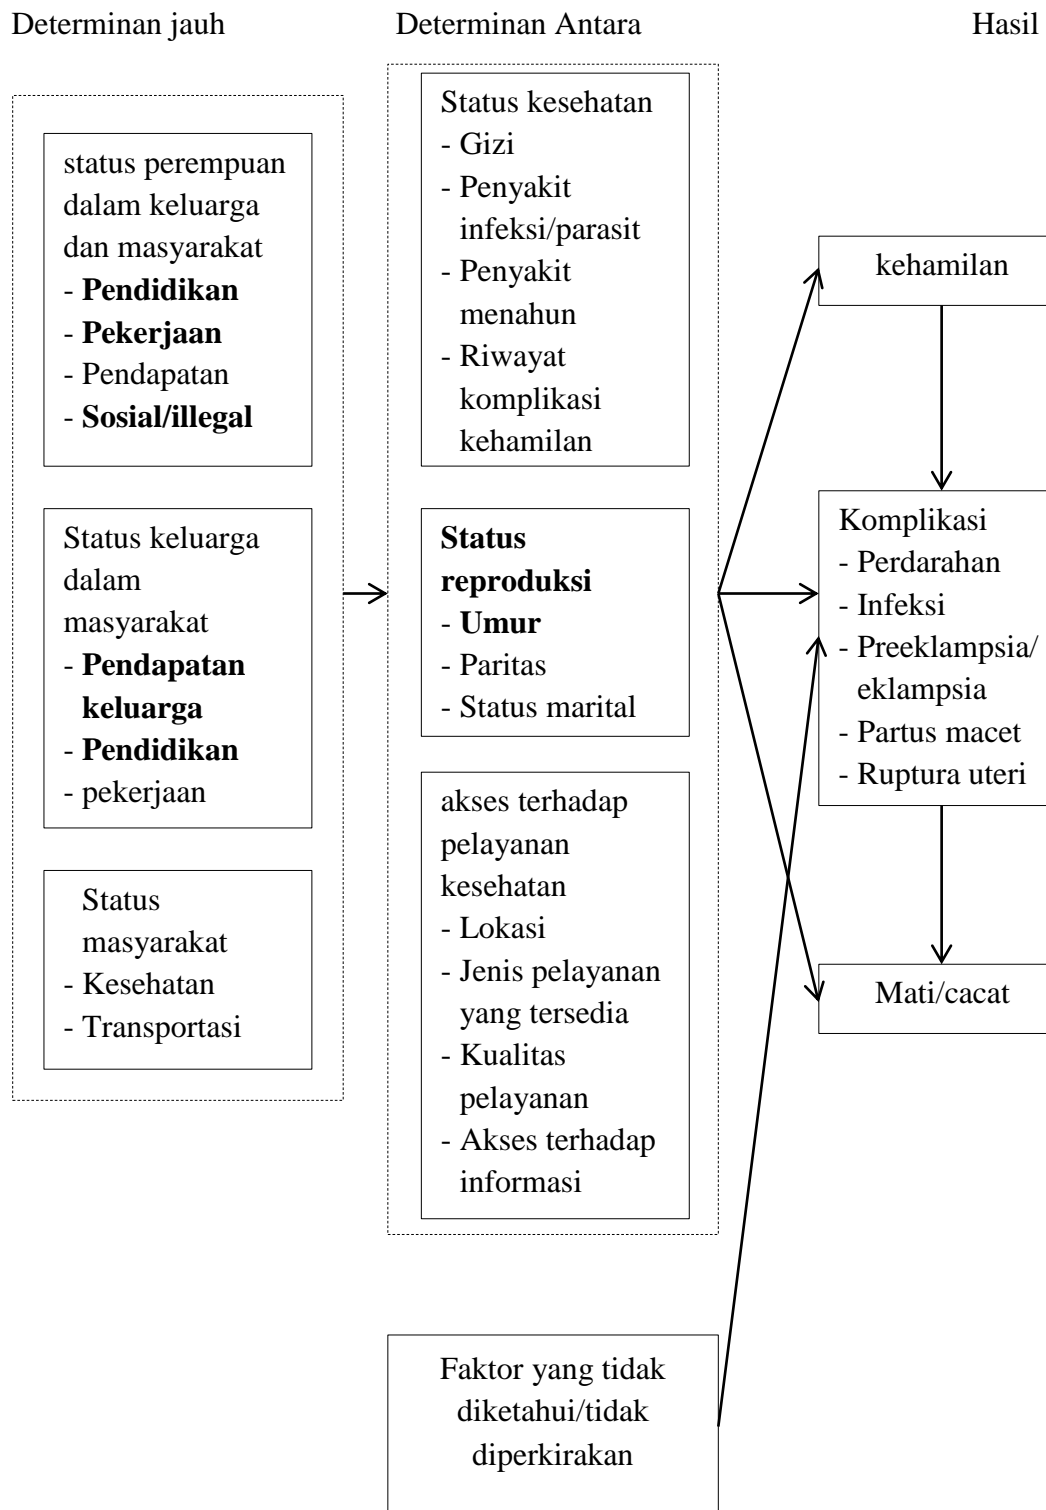 Determinan jauh
Determinan Antara
Hasil
status perempuan
dalam keluarga
dan masyarakat
- Pendidikan
- Pekerjaan
- Pendapatan
- Sosial/illegal
Status keluarga
dalam
masyarakat
- Pendapatan
keluarga
- Pendidikan
- pekerjaan
Status
masyarakat
- Kesehatan
- Transportasi
Status kesehatan
- Gizi
- Penyakit
infeksi/parasit
- Penyakit
menahun
- Riwayat
komplikasi
kehamilan
Status
reproduksi
- Umur
- Paritas
- Status marital
akses terhadap
pelayanan
kesehatan
- Lokasi
- Jenis pelayanan
yang tersedia
- Kualitas
pelayanan
- Akses terhadap
informasi
Faktor yang tidak
diketahui/tidak
diperkirakan
kehamilan
Komplikasi
- Perdarahan
- Infeksi
- Preeklampsia/
eklampsia
- Partus macet
- Ruptura uteri
Mati/cacat